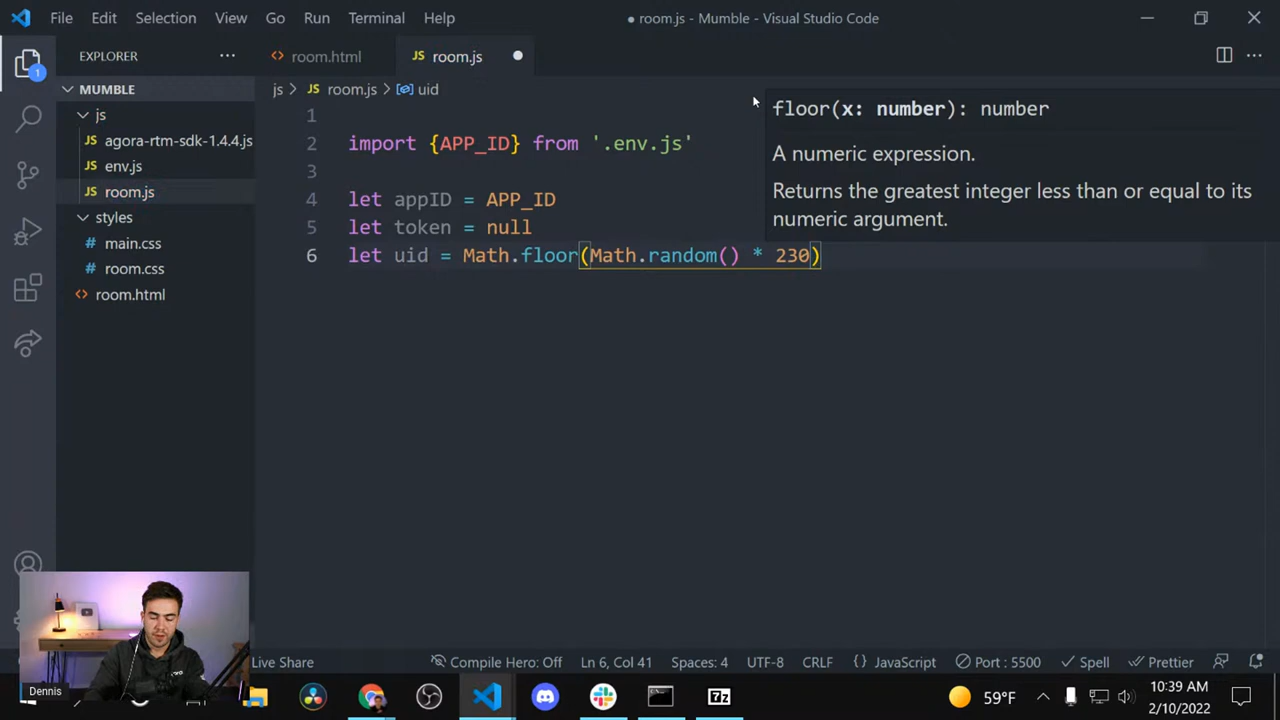 File Edit Selection View Go Run Terminal Help
● room.js - Mumble - Visual Studio Code
EXPLORER ···
room.html
JS room.js
1
MUMBLE
js
JS agora-rtm-sdk-1.4.4.js
JS env.js
JS room.js
styles
main.css
room.css
<> room.html
js > JS room.js > uid
1
2 import {APP_ID} from '.env.js'
3
4 let appID = APP_ID
5 let token = null
6 let uid = Math.floor(Math.random() * 230)
floor(x: number): number
A numeric expression.
Returns the greatest integer less than or equal to its
numeric argument.
Dennis
Live Share
Compile Hero: Off
Ln 6, Col 41
Spaces: 4
UTF-8
CRLF
{} JavaScript
Port : 5500
Spell
Prettier
7z
59°F
10:39 AM
2/10/2022